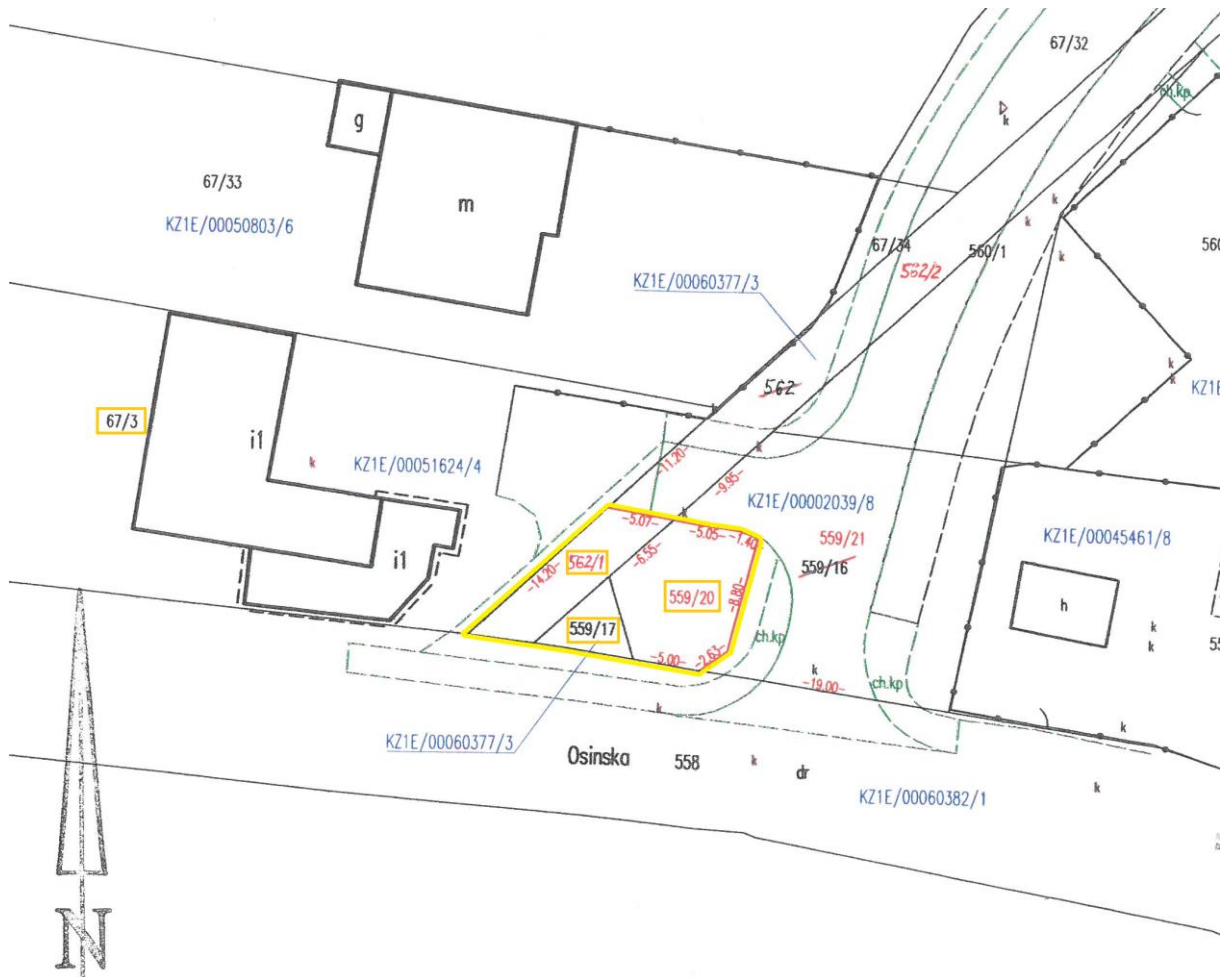 67/32
ch.kp
k
g
67/33
m
k
k
KZ1E/00050803/6
67/34
560/1
562/2
k
KZ1E/00060377/3
562
k
k
67/3
i1
k
KZ1E/00051624/4
-11.20-
k
-9.95-
KZ1E/00002039/8
k
-5.07-
-5.05-
-1.40
559/21
KZ1E/00045461/8
i1
-14.20-
562/1
-6.55-
559/16
559/20
-8.80-
h
559/17
ch.kp
k
k
-5.00-
-2.63-
k
-19.00-
ch.kp
k
k
KZ1E/00060377/3
Osinska
558
k
dr
k
KZ1E/00060382/1
N